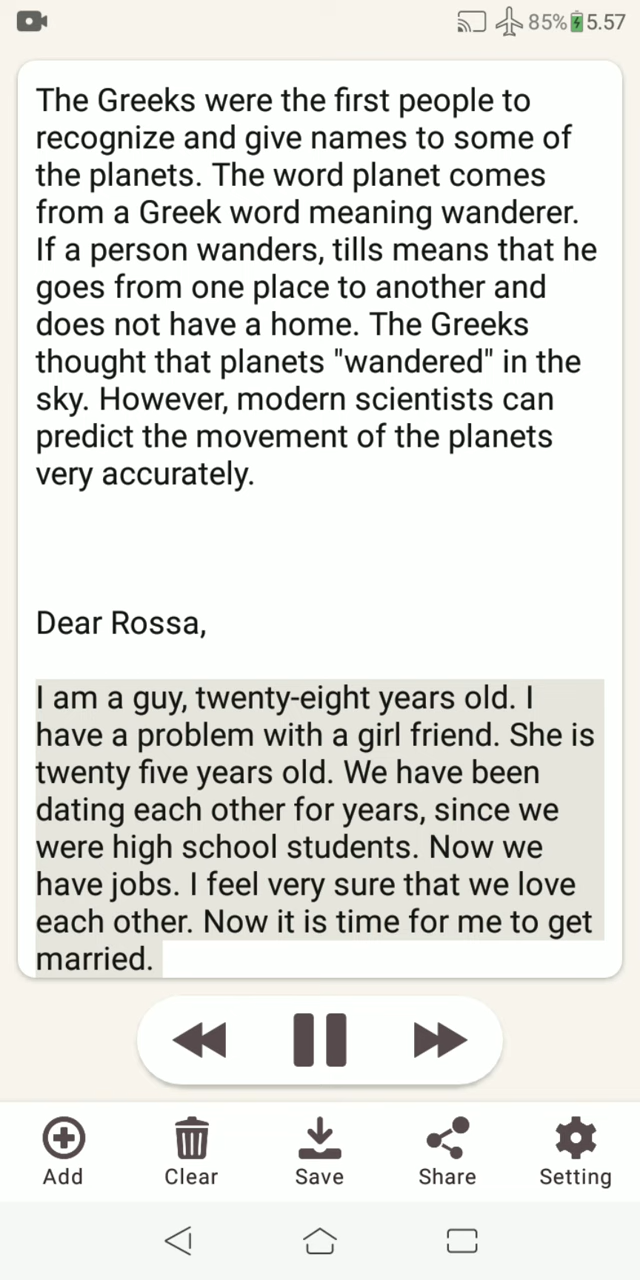 85% 5.57
The Greeks were the first people to
recognize and give names to some of
the planets. The word planet comes
from a Greek word meaning wanderer.
If a person wanders, tills means that he
goes from one place to another and
does not have a home. The Greeks
thought that planets "wandered" in the
sky. However, modern scientists can
predict the movement of the planets
very accurately.
Dear Rossa,
I am a guy, twenty-eight years old. I
have a problem with a girl friend. She is
twenty five years old. We have been
dating each other for years, since we
were high school students. Now we
have jobs. I feel very sure that we love
each other. Now it is time for me to get
married.
Add Clear Save Share Setting